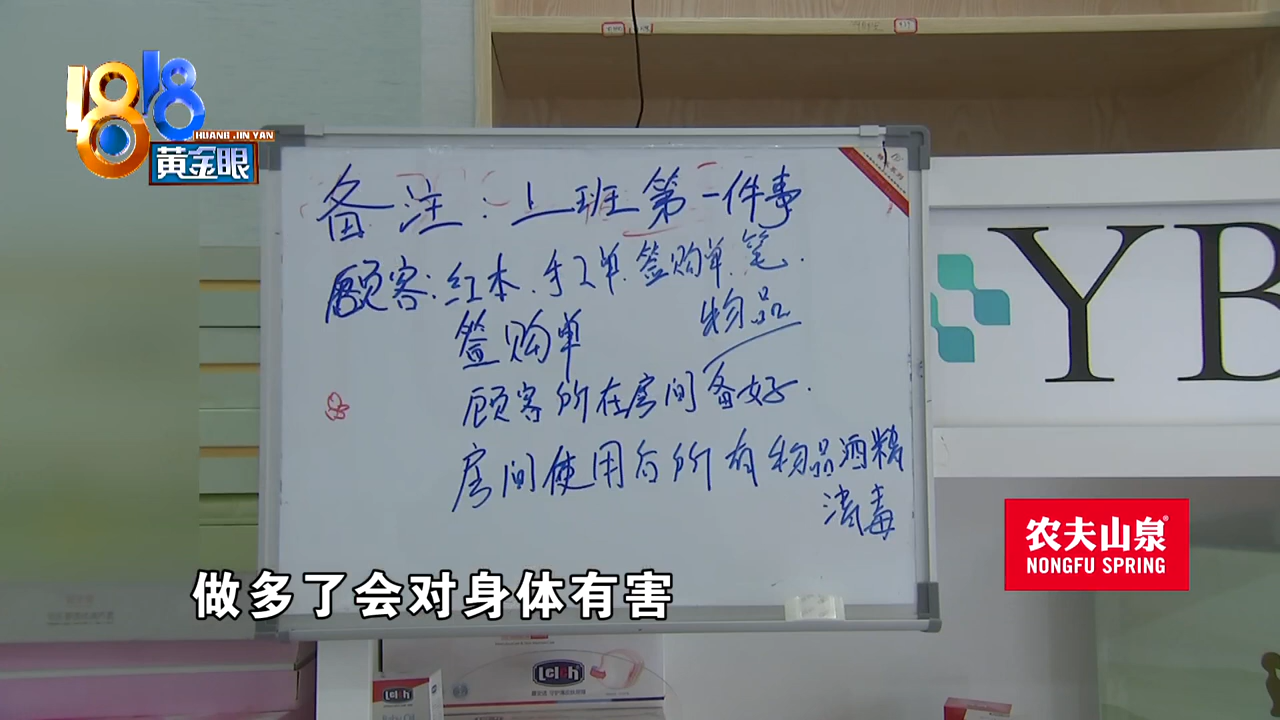 1818
HUANG JIN YAN
黄金眼
备注:上班第一件事
顾客:红本、手工单、签购单、笔.
签购单 物品
顾客所在房间备好.
房间使用后所有物品酒精
消毒
YB
农夫山泉
NONGFU SPRING
做多了会对身体有害
lelch
lelch